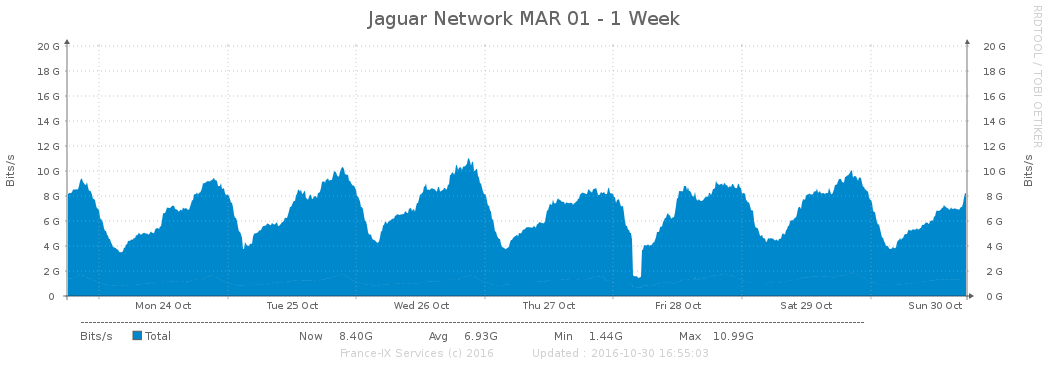 Jaguar Network MAR 01 - 1 Week
RRDTOOL / TOBI OETIKER
Bits/s
20 G 20 G
18 G 18 G
16 G 16 G
14 G 14 G
12 G 12 G
10 G 10 G
8 G 8 G
6 G 6 G
4 G 4 G
2 G 2 G
0 0 G
Bits/s
Mon 24 Oct Tue 25 Oct Wed 26 Oct Thu 27 Oct Fri 28 Oct Sat 29 Oct Sun 30 Oct
Bits/s Total Now 8.40G Avg 6.93G Min 1.44G Max 10.99G
France-IX Services (c) 2016 Updated : 2016-10-30 16:55:03